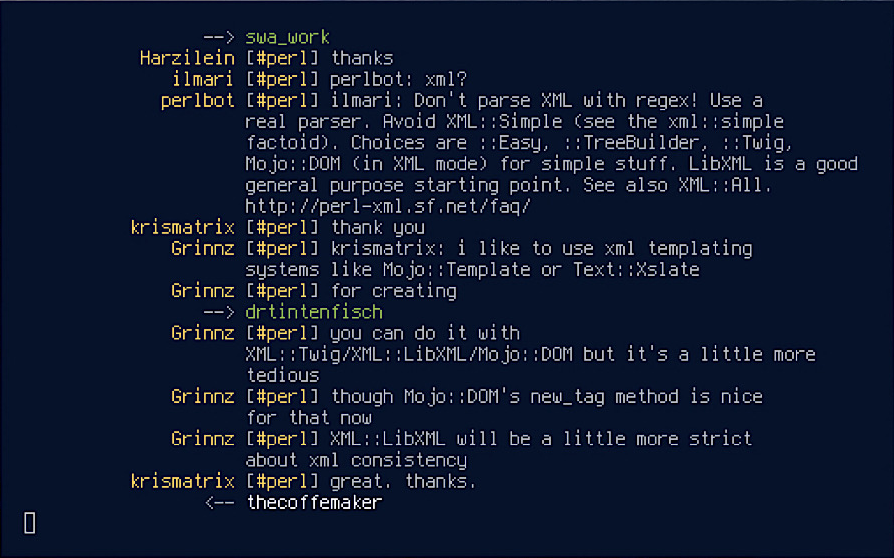 --> swa_work
Harzilein [#perl] thanks
ilmari [#perl] perlbot: xml?
perlbot [#perl] ilmari: Don't parse XML with regex! Use a
real parser. Avoid XML::Simple (see the xml::simple
factoid). Choices are ::Easy, ::TreeBuilder, ::Twig,
Mojo::DOM (in XML mode) for simple stuff. LibXML is a good
general purpose starting point. See also XML::All.
http://perl-xml.sf.net/faq/
krismatrix [#perl] thank you
Grinnz [#perl] krismatrix: i like to use xml templating
systems like Mojo::Template or Text::Xslate
Grinnz [#perl] for creating
--> drtintenfisch
Grinnz [#perl] you can do it with
XML::Twig/XML::LibXML/Mojo::DOM but it's a little more
tedious
Grinnz [#perl] though Mojo::DOM's new_tag method is nice
for that now
Grinnz [#perl] XML::LibXML will be a little more strict
about xml consistency
krismatrix [#perl] great. thanks.
<-- thecoffemaker